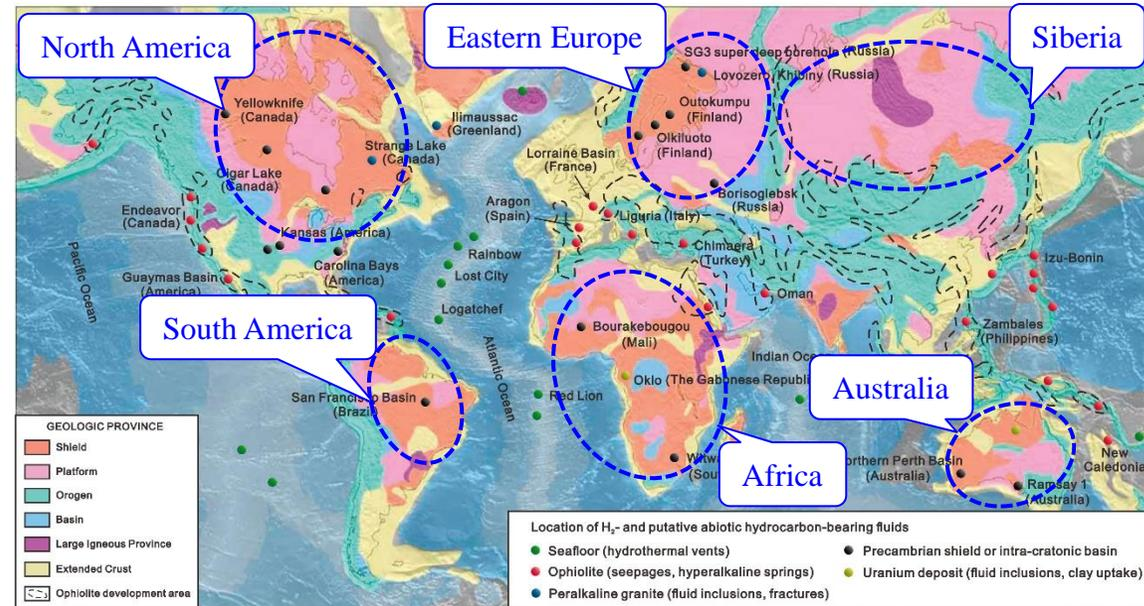 North America
Eastern Europe
Siberia
SG3 super-deep borehole (Russia)
Lovozero, Khibiny (Russia)
Yellowknife
(Canada)
Ilimaussac
(Greenland)
Outokumpu
(Finland)
Strange Lake
(Canada)
Olkiluoto
(Finland)
Lorraine Basin
(France)
Cigar Lake
(Canada)
Borisoglebsk
(Russia)
Aragon
(Spain)
Liguria (Italy)
Endeavor
(Canada)
Kansas (America)
Chimaera
(Turkey)
Rainbow
Izu-Bonin
Carolina Bays
(America)
Lost City
Guaymas Basin
(America)
Oman
Pacific Ocean
Logatchef
South America
Zambales
(Philippines)
Bourakebougou
(Mali)
Atlantic Ocean
Indian
Oklo (The Gabonese
Australia
San Francisco Basin
(Brazil)
Red Lion
Africa
Perth Basin
(Australia)
New
Caledonia
Ramsay 1
(Australia)
GEOLOGIC PROVINCE
Shield
Platform
Orogen
Basin
Large Igneous Province
Extended Crust
Ophiolite development area
Location of H₂- and putative abiotic hydrocarbon-bearing fluids
Seafloor (hydrothermal vents)
Ophiolite (seepages, hyperalkaline springs)
Peralkaline granite (fluid inclusions, fractures)
Precambrian shield or intra-cratonic basin
Uranium deposit (fluid inclusions, clay uptake)